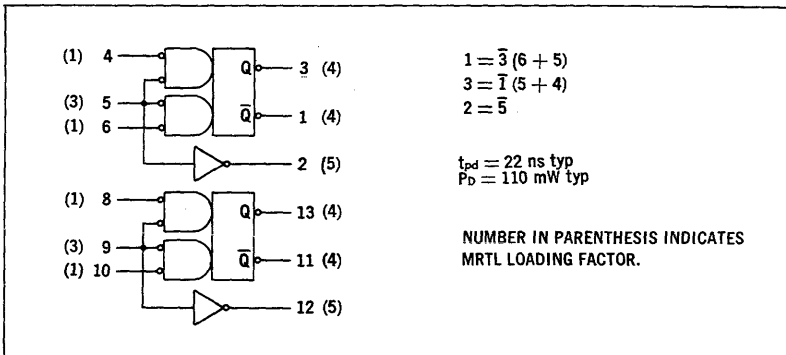 (1) 4
Q 3 (4)
(3) 5
Q̅ 1 (4)
(1) 6
2 (5)
(1) 8
Q 13 (4)
(3) 9
Q̅ 11 (4)
(1) 10
12 (5)
1 = 3̅ (6 + 5)
3 = 1̅ (5 + 4)
2 = 5̅
tpd = 22 ns typ
PD = 110 mW typ
NUMBER IN PARENTHESIS INDICATES
MRTL LOADING FACTOR.